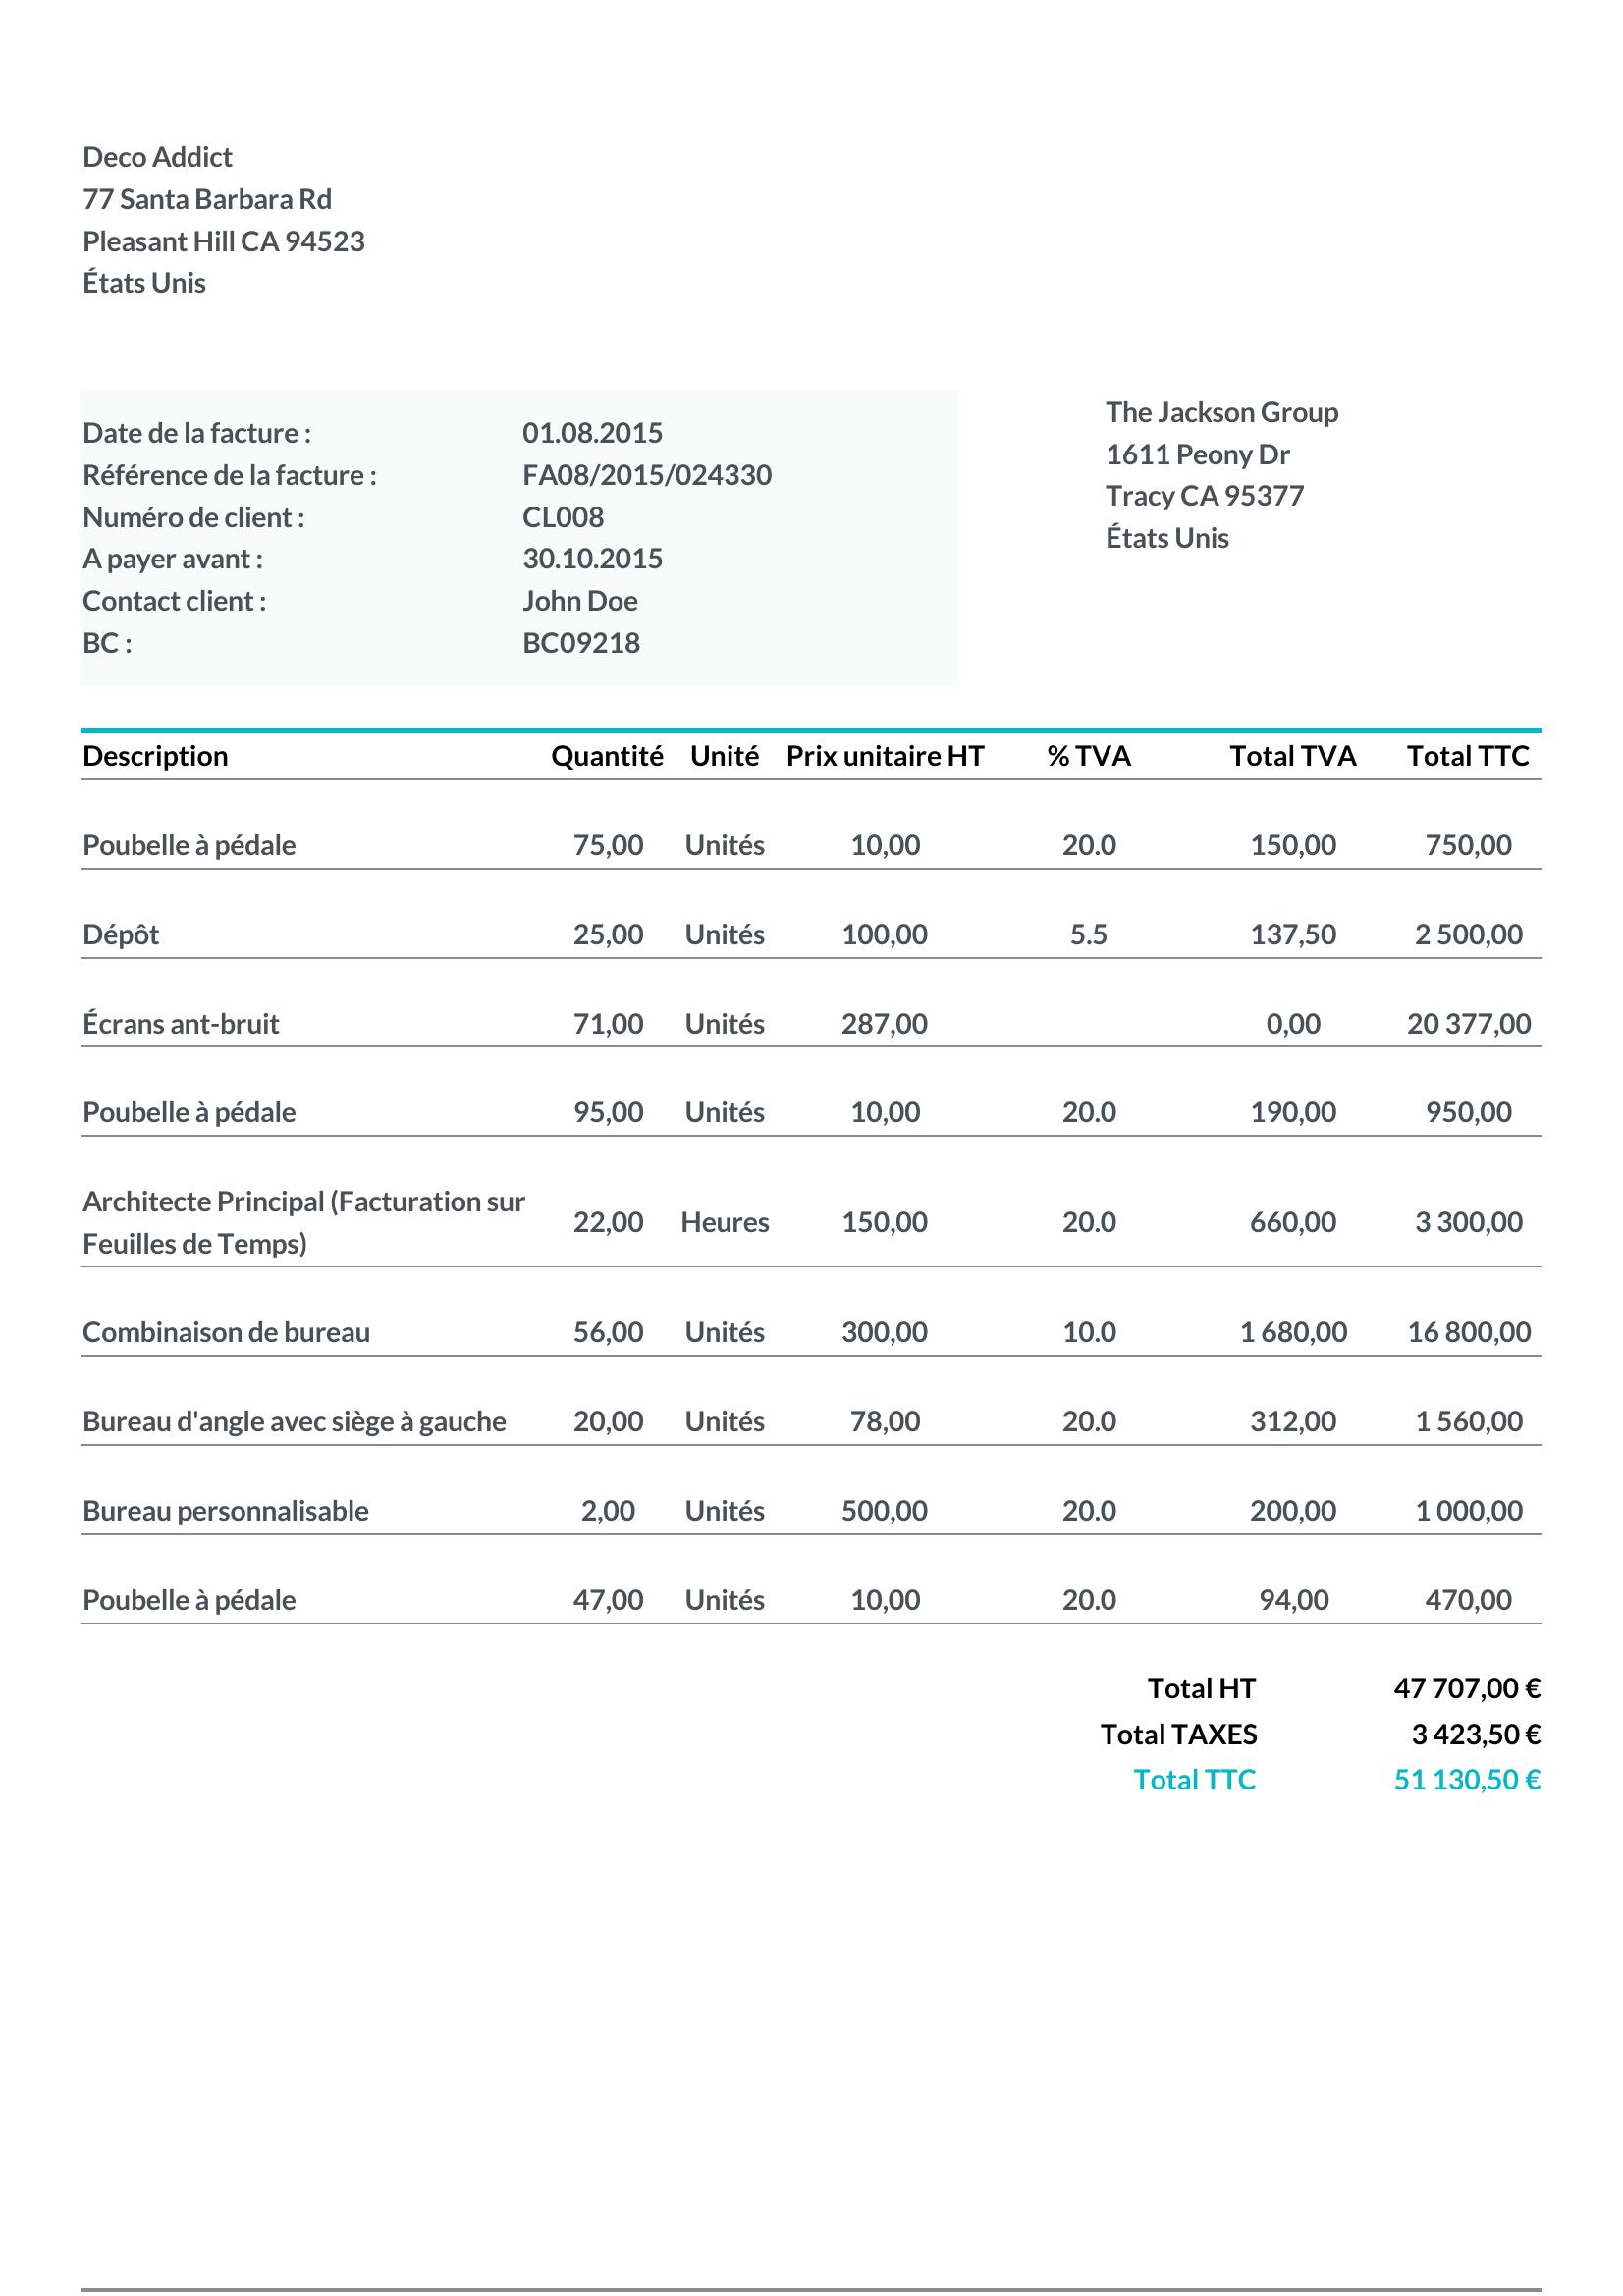 Deco Addict
77 Santa Barbara Rd
Pleasant Hill CA 94523
États Unis
Date de la facture : 01.08.2015
Référence de la facture : FA08/2015/024330
Numéro de client : CL008
A payer avant : 30.10.2015
Contact client : John Doe
BC : BC09218
The Jackson Group
1611 Peony Dr
Tracy CA 95377
États Unis
Description Quantité Unité Prix unitaire HT % TVA Total TVA Total TTC
Poubelle à pédale 75,00 Unités 10,00 20.0 150,00 750,00
Dépôt 25,00 Unités 100,00 5.5 137,50 2 500,00
Écrans ant-bruit 71,00 Unités 287,00 0,00 20 377,00
Poubelle à pédale 95,00 Unités 10,00 20.0 190,00 950,00
Architecte Principal (Facturation sur
Feuilles de Temps) 22,00 Heures 150,00 20.0 660,00 3 300,00
Combinaison de bureau 56,00 Unités 300,00 10.0 1 680,00 16 800,00
Bureau d'angle avec siège à gauche 20,00 Unités 78,00 20.0 312,00 1 560,00
Bureau personnalisable 2,00 Unités 500,00 20.0 200,00 1 000,00
Poubelle à pédale 47,00 Unités 10,00 20.0 94,00 470,00
Total HT 47 707,00 €
Total TAXES 3 423,50 €
Total TTC 51 130,50 €